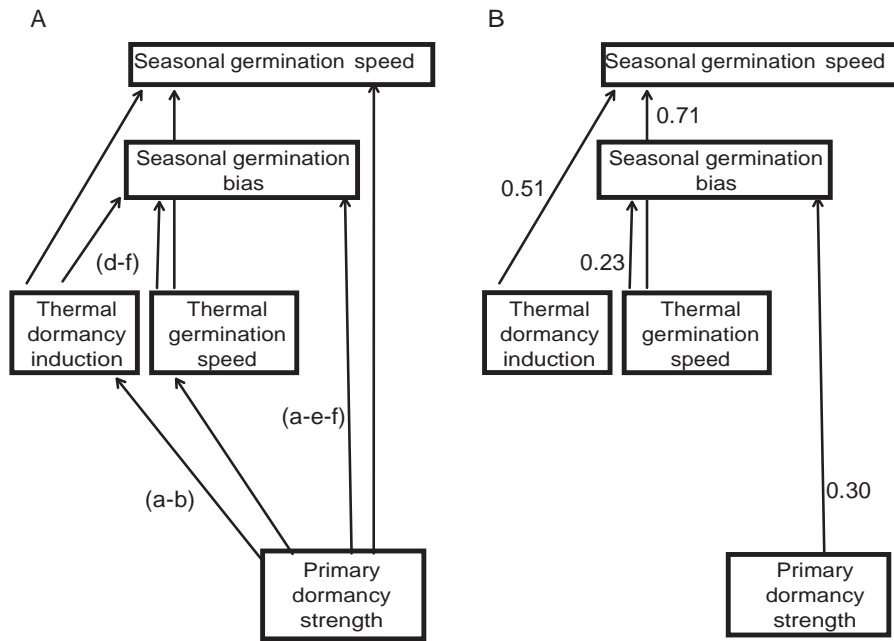 A
Seasonal germination speed
Seasonal germination
bias
(d-f)
Thermal
dormancy
induction
Thermal
germination
speed
(a-e-f)
(a-b)
Primary
dormancy
strength
B
Seasonal germination speed
0.71
Seasonal germination
bias
0.51
0.23
Thermal
dormancy
induction
Thermal
germination
speed
0.30
Primary
dormancy
strength